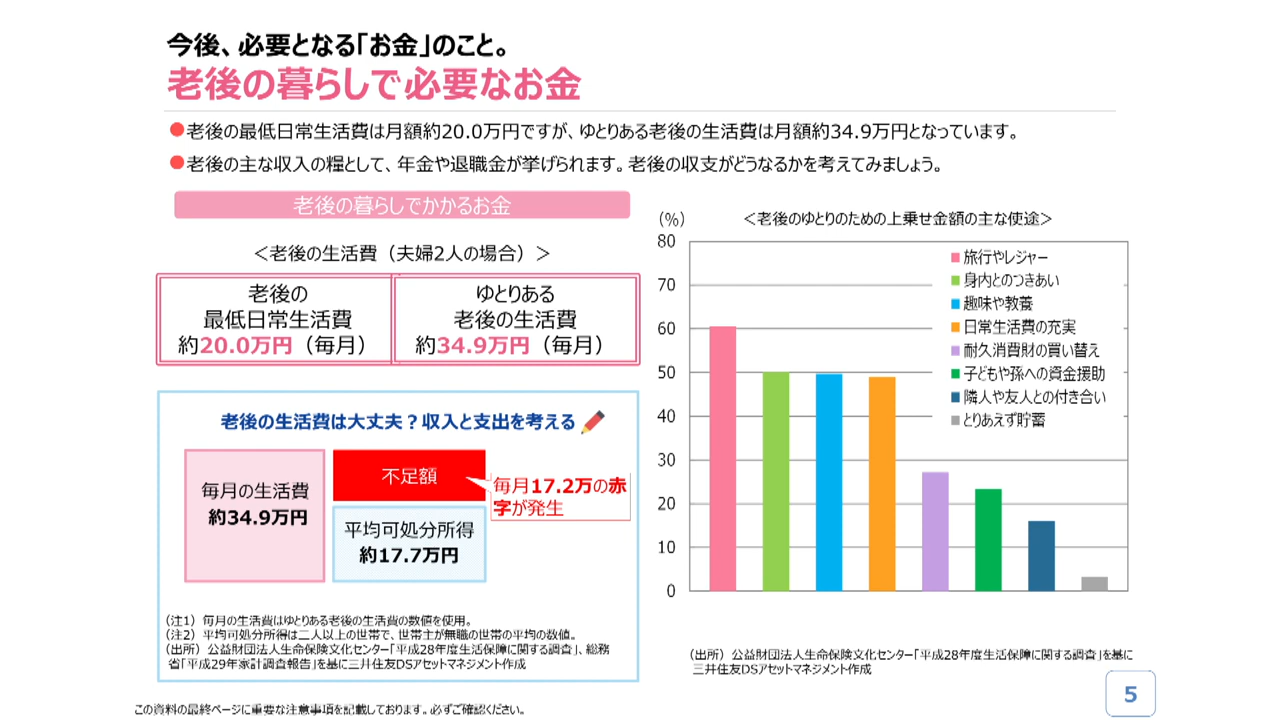 今後、必要となる「お金」のこと。
老後の暮らしで必要なお金
●老後の最低日常生活費は月額約20.0万円ですが、ゆとりある老後の生活費は月額約34.9万円となっています。
●老後の主な収入の糧として、年金や退職金が挙げられます。老後の収支がどうなるかを考えてみましょう。
老後の暮らしでかかるお金
＜老後の生活費（夫婦2人の場合）＞
老後の
最低日常生活費
約20.0万円（毎月）
ゆとりある
老後の生活費
約34.9万円（毎月）
老後の生活費は大丈夫？収入と支出を考える
毎月の生活費
約34.9万円
不足額
平均可処分所得
約17.7万円
毎月17.2万の赤
字が発生
（注1）毎月の生活費はゆとりある老後の生活費の数値を使用。
（注2）平均可処分所得は二人以上の世帯で、世帯主が無職の世帯の平均の数値。
（出所）公益財団法人生命保険文化センター「平成28年度生活保障に関する調査」、総務
省「平成29年家計調査報告」を基に三井住友DSアセットマネジメント作成
（%）
＜老後のゆとりのための上乗せ金額の主な使途＞
80
70
60
50
40
30
20
10
0
旅行やレジャー
身内とのつきあい
趣味や教養
日常生活費の充実
耐久消費財の買い替え
子どもや孫への資金援助
隣人や友人との付き合い
とりあえず貯蓄
（出所）公益財団法人生命保険文化センター「平成28年度生活保障に関する調査」を基に
三井住友DSアセットマネジメント作成
この資料の最終ページに重要な注意事項を記載しております。必ずご確認ください。
5